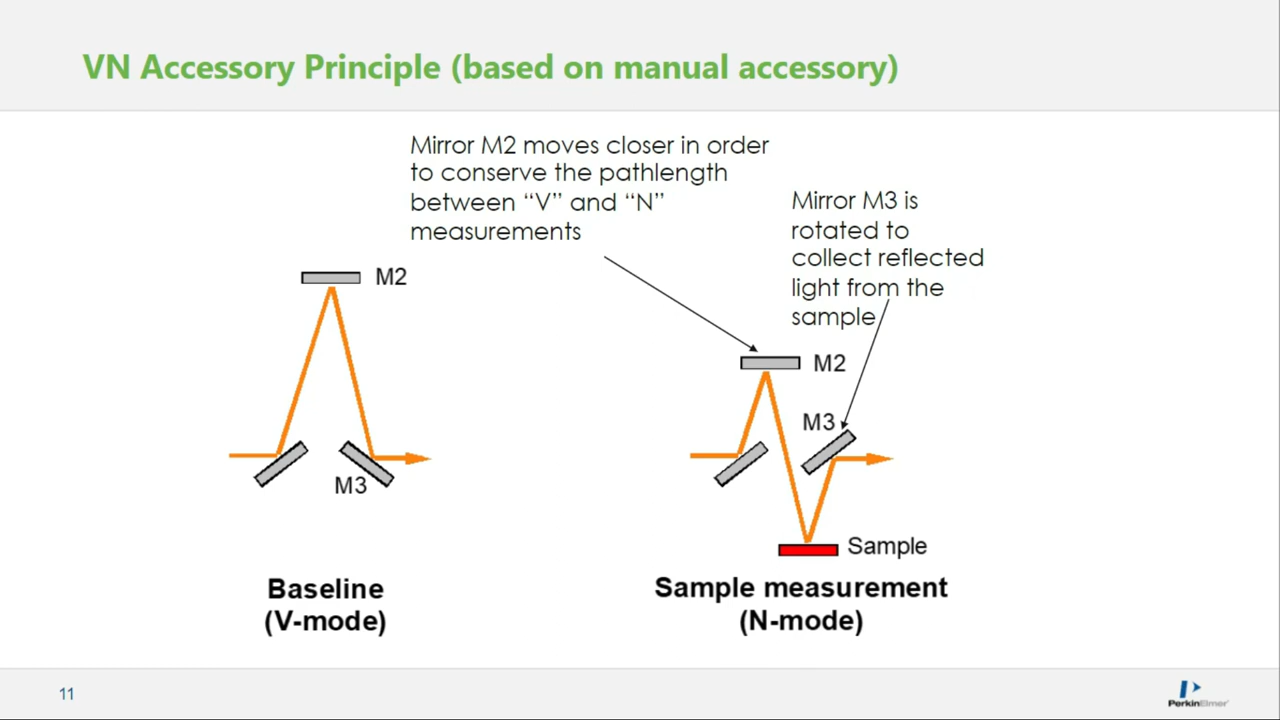 VN Accessory Principle (based on manual accessory)
Mirror M2 moves closer in order
to conserve the pathlength
between “V” and “N”
measurements
Mirror M3 is
rotated to
collect reflected
light from the
sample
M2
M3
Baseline
(V-mode)
M2
M3
Sample
Sample measurement
(N-mode)
11
PerkinElmer